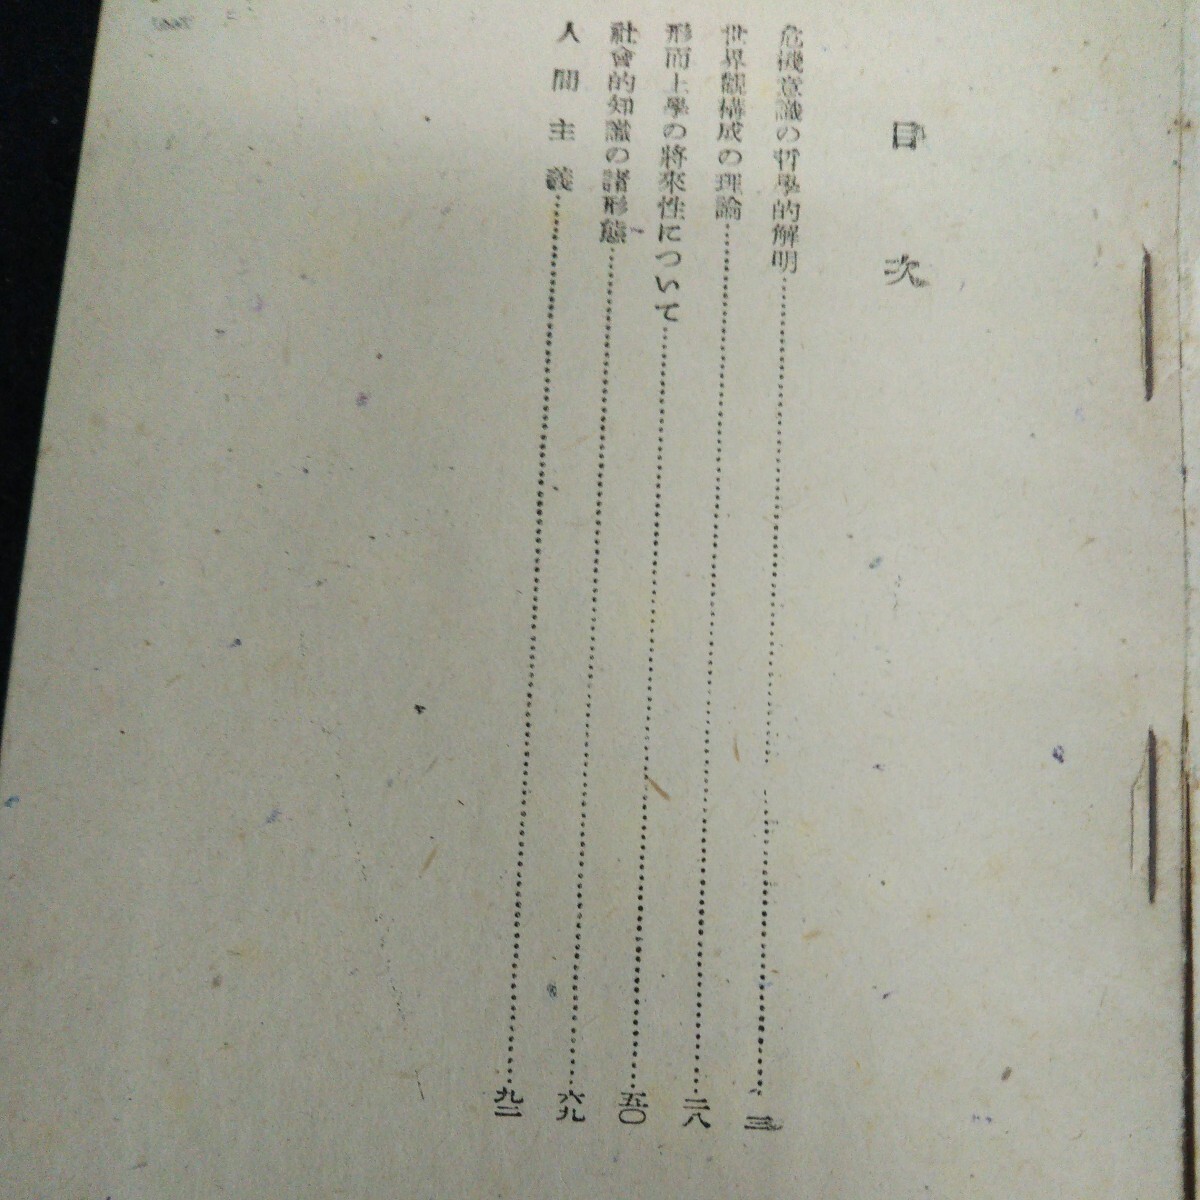 目次
危機意識の哲學的解明……三
世界觀構成の理論……二八
形而上學の將來性について……五〇
社會的知識の諸形態……六九
人間主義……九二